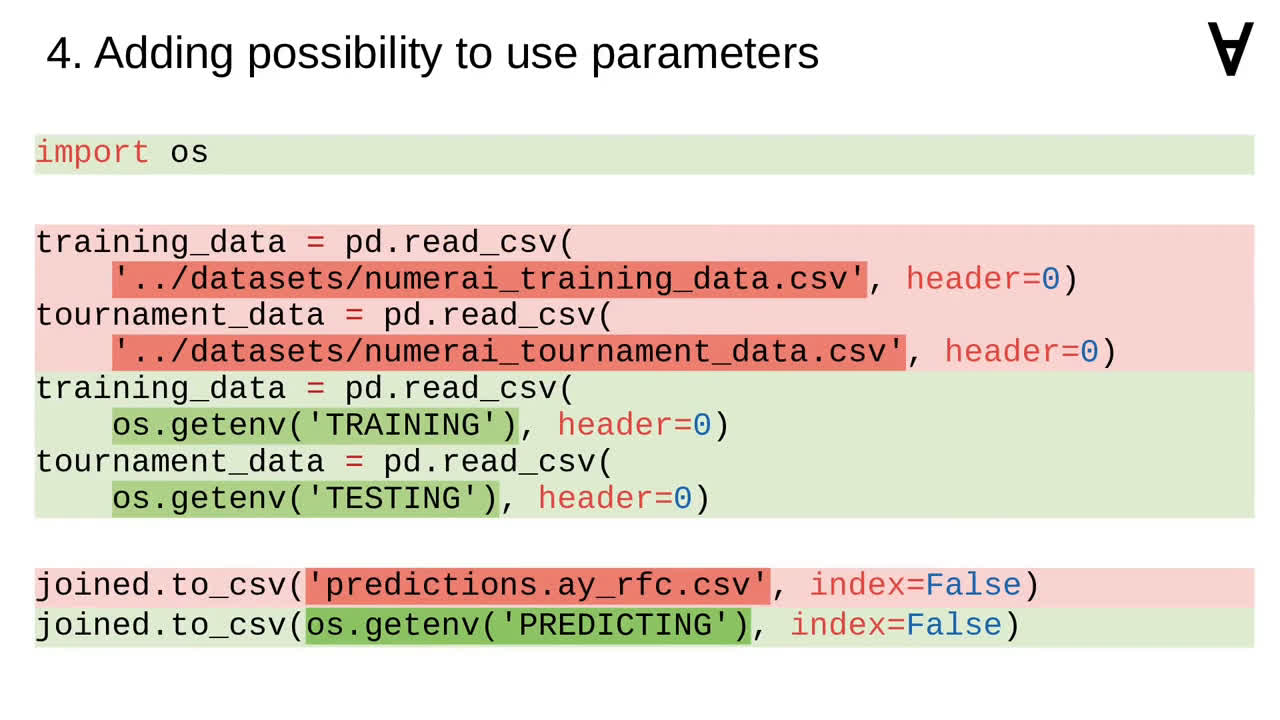 4. Adding possibility to use parameters
∀
import os
training_data = pd.read_csv(
    '../datasets/numerai_training_data.csv', header=0)
tournament_data = pd.read_csv(
    '../datasets/numerai_tournament_data.csv', header=0)
training_data = pd.read_csv(
    os.getenv('TRAINING'), header=0)
tournament_data = pd.read_csv(
    os.getenv('TESTING'), header=0)
joined.to_csv('predictions.ay_rfc.csv', index=False)
joined.to_csv(os.getenv('PREDICTING'), index=False)